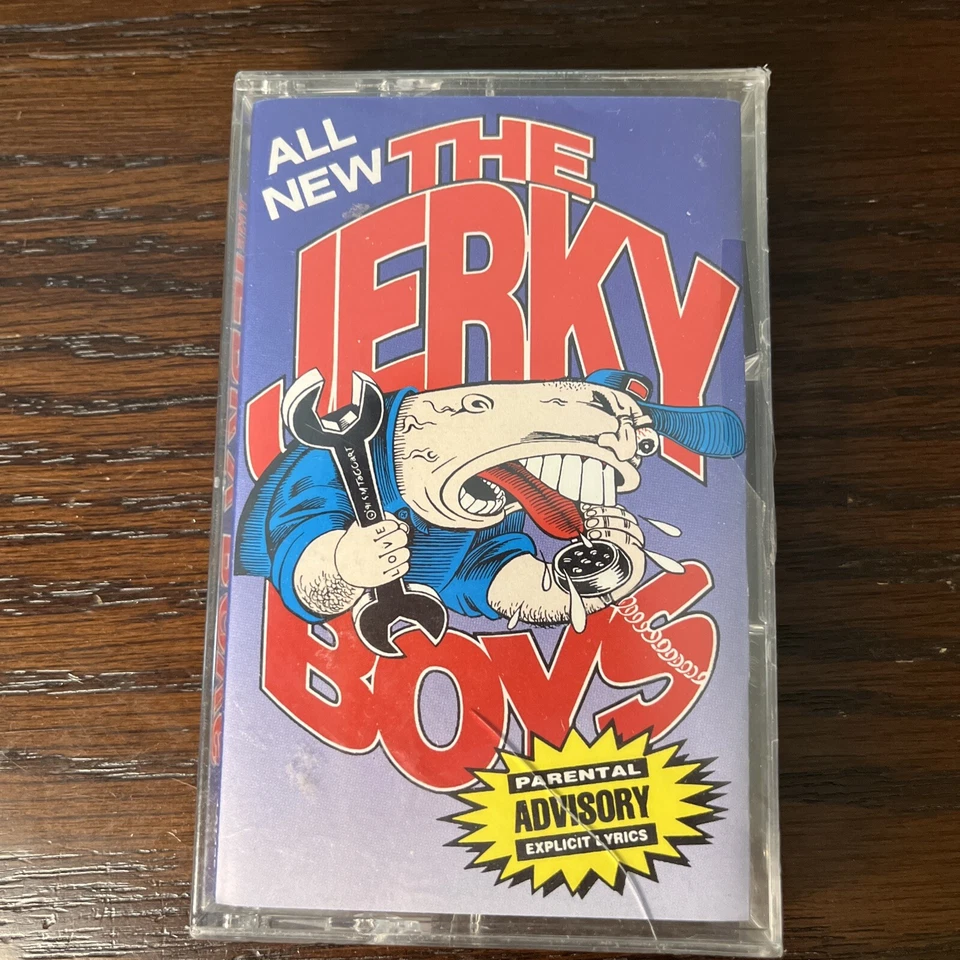 ALL
NEW
THE
JERKY
BOYS
LOVE
PARENTAL
ADVISORY
EXPLICIT LYRICS